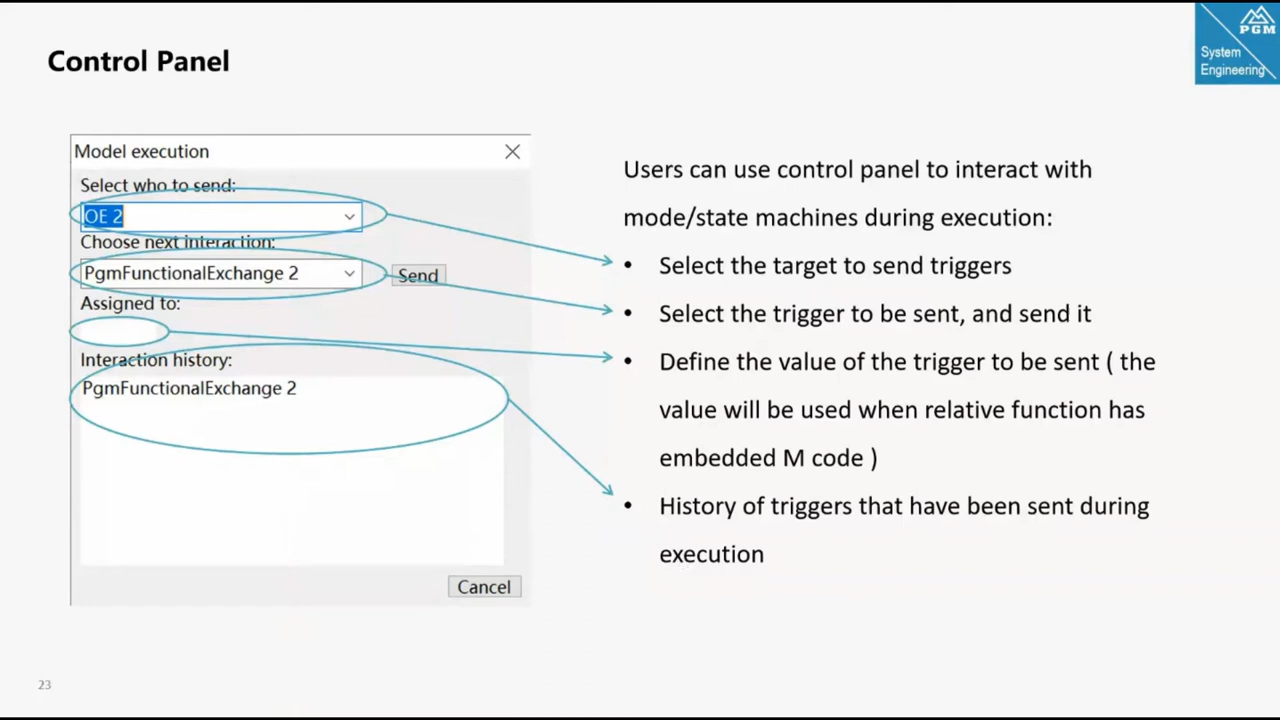 Control Panel
PGM
System
Engineering
Model execution
Select who to send:
OE 2
Choose next interaction:
PgmFunctionalExchange 2
Send
Assigned to:
Interaction history:
PgmFunctionalExchange 2
Cancel
Users can use control panel to interact with
mode/state machines during execution:
• Select the target to send triggers
• Select the trigger to be sent, and send it
• Define the value of the trigger to be sent ( the
value will be used when relative function has
embedded M code )
• History of triggers that have been sent during
execution
23